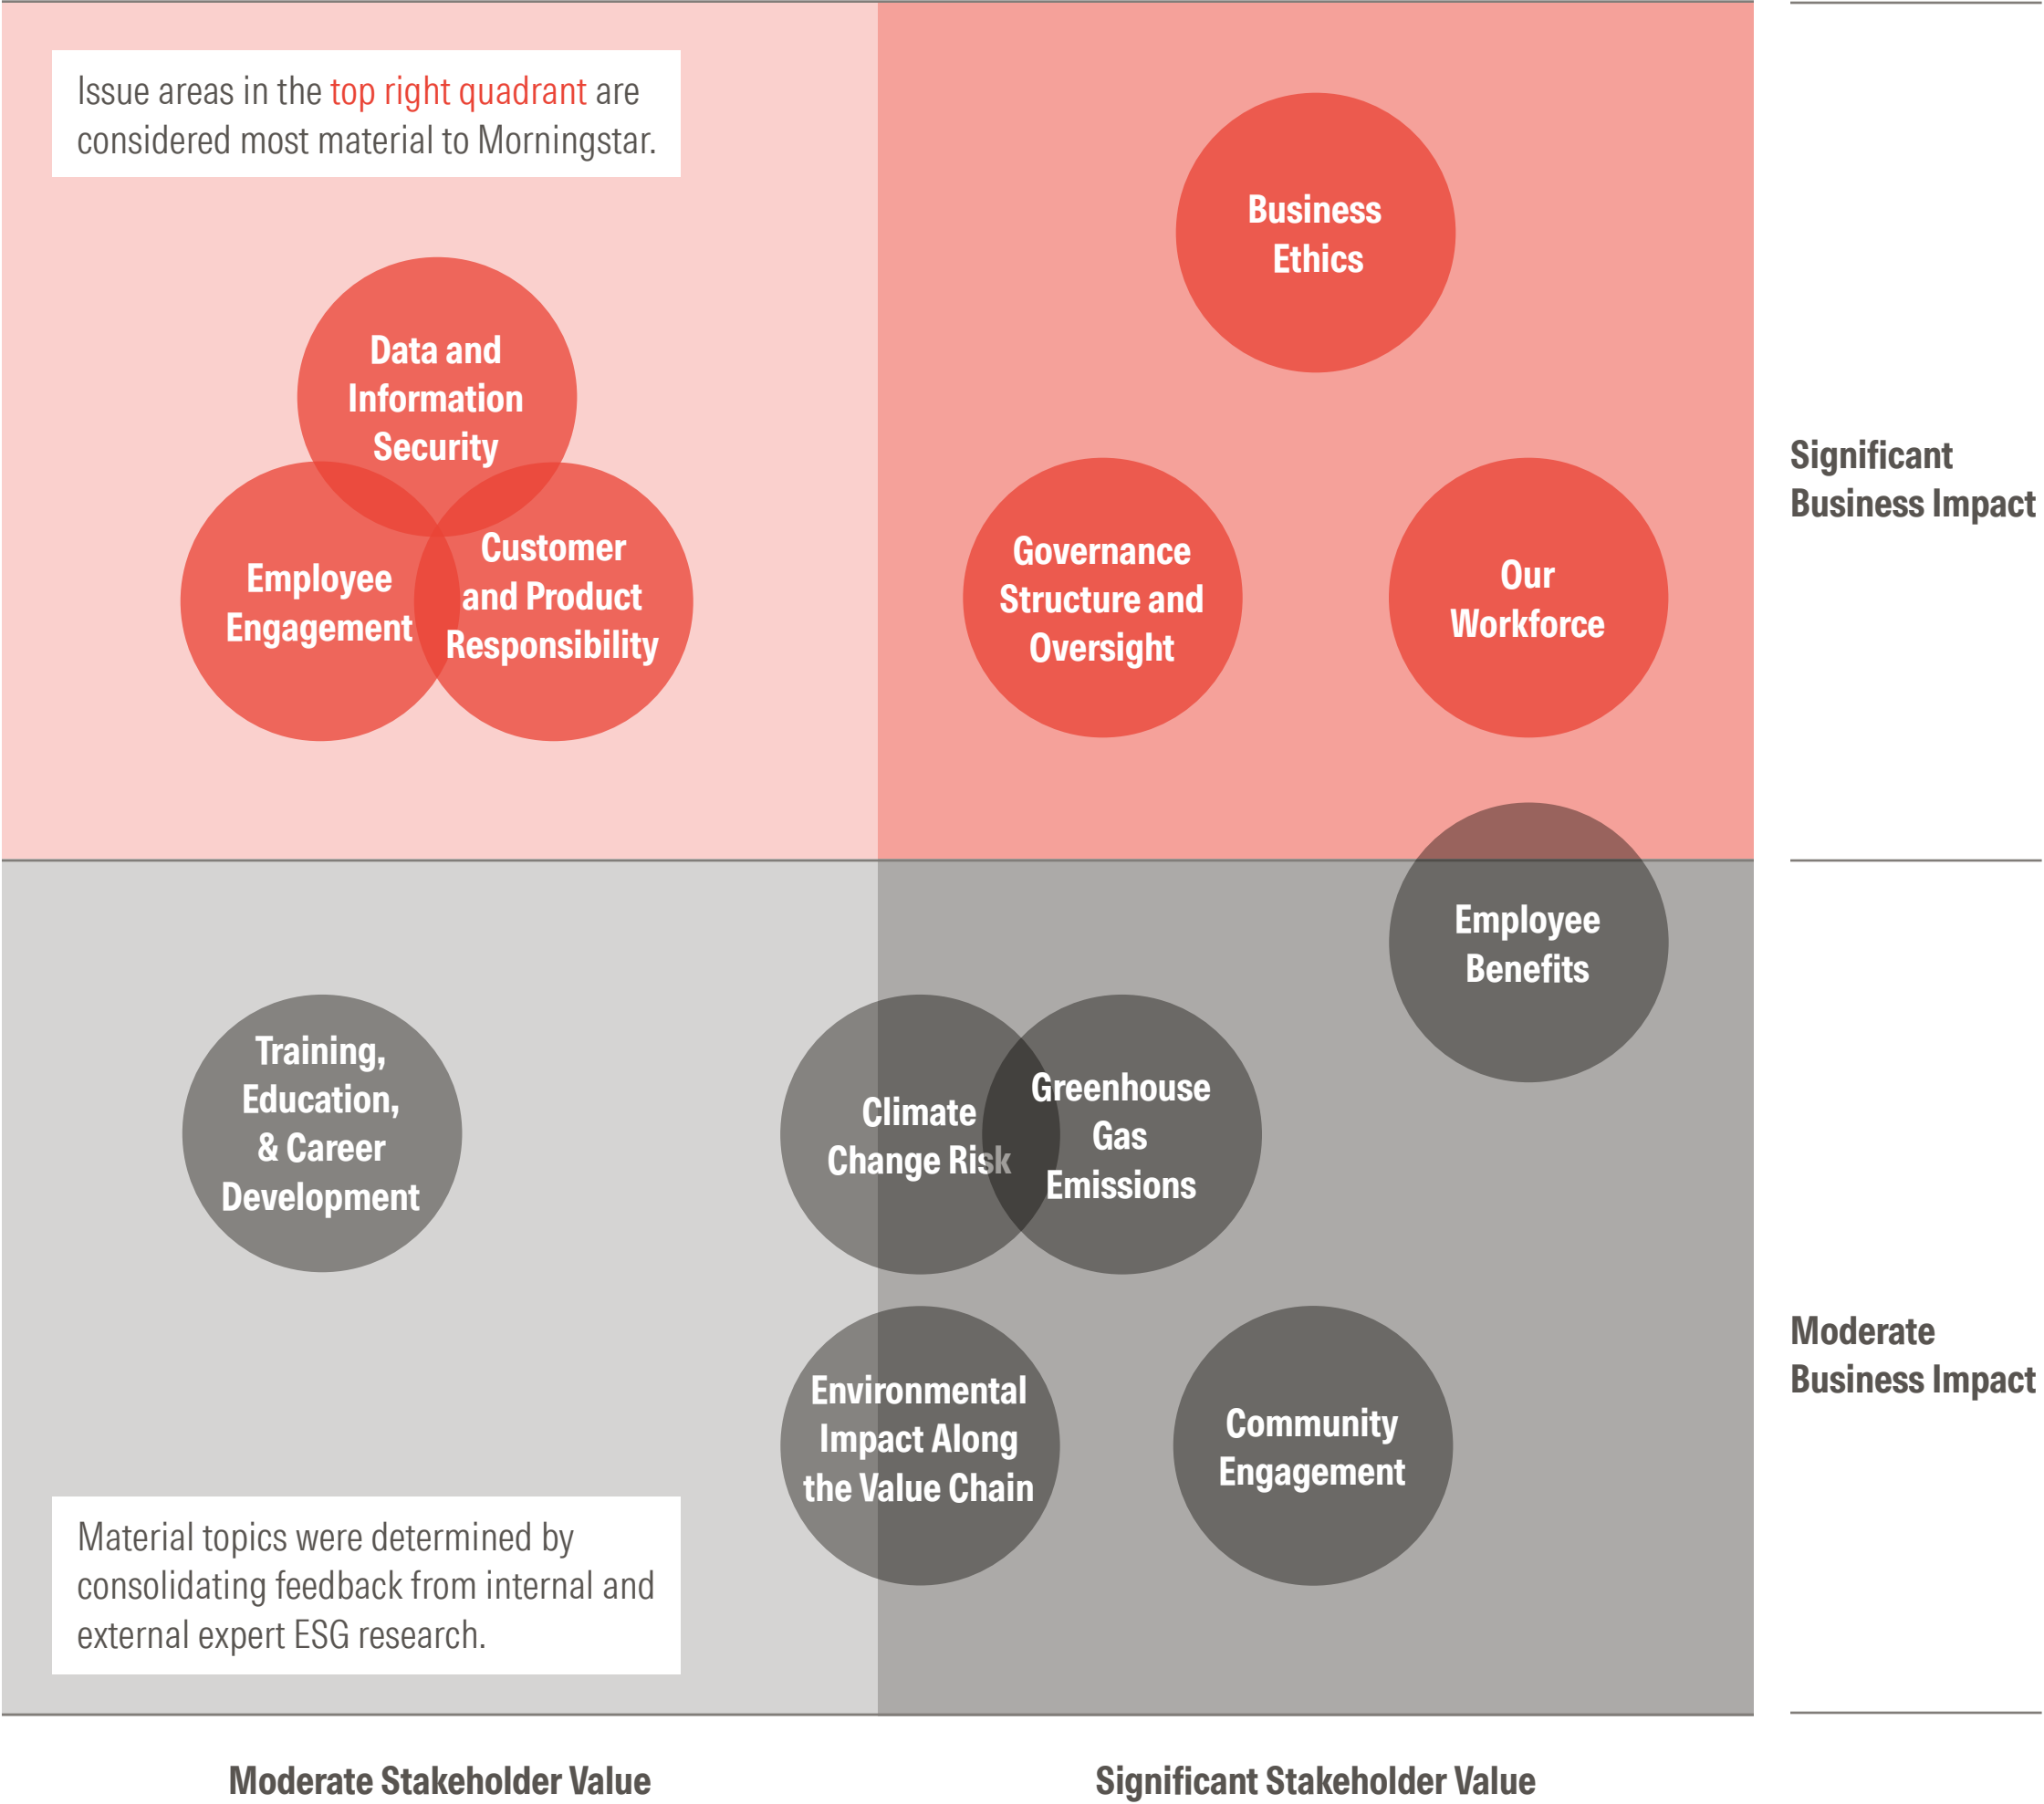 Issue areas in the top right quadrant are
considered most material to Morningstar.
Business
Ethics
Data and
Information
Security
Employee
Engagement
Customer
and Product
Responsibility
Governance
Structure and
Oversight
Our
Workforce
Significant
Business Impact
Employee
Benefits
Training,
Education,
& Career
Development
Climate
Change Risk
Greenhouse
Gas
Emissions
Environmental
Impact Along
the Value Chain
Community
Engagement
Moderate
Business Impact
Material topics were determined by
consolidating feedback from internal and
external expert ESG research.
Moderate Stakeholder Value
Significant Stakeholder Value